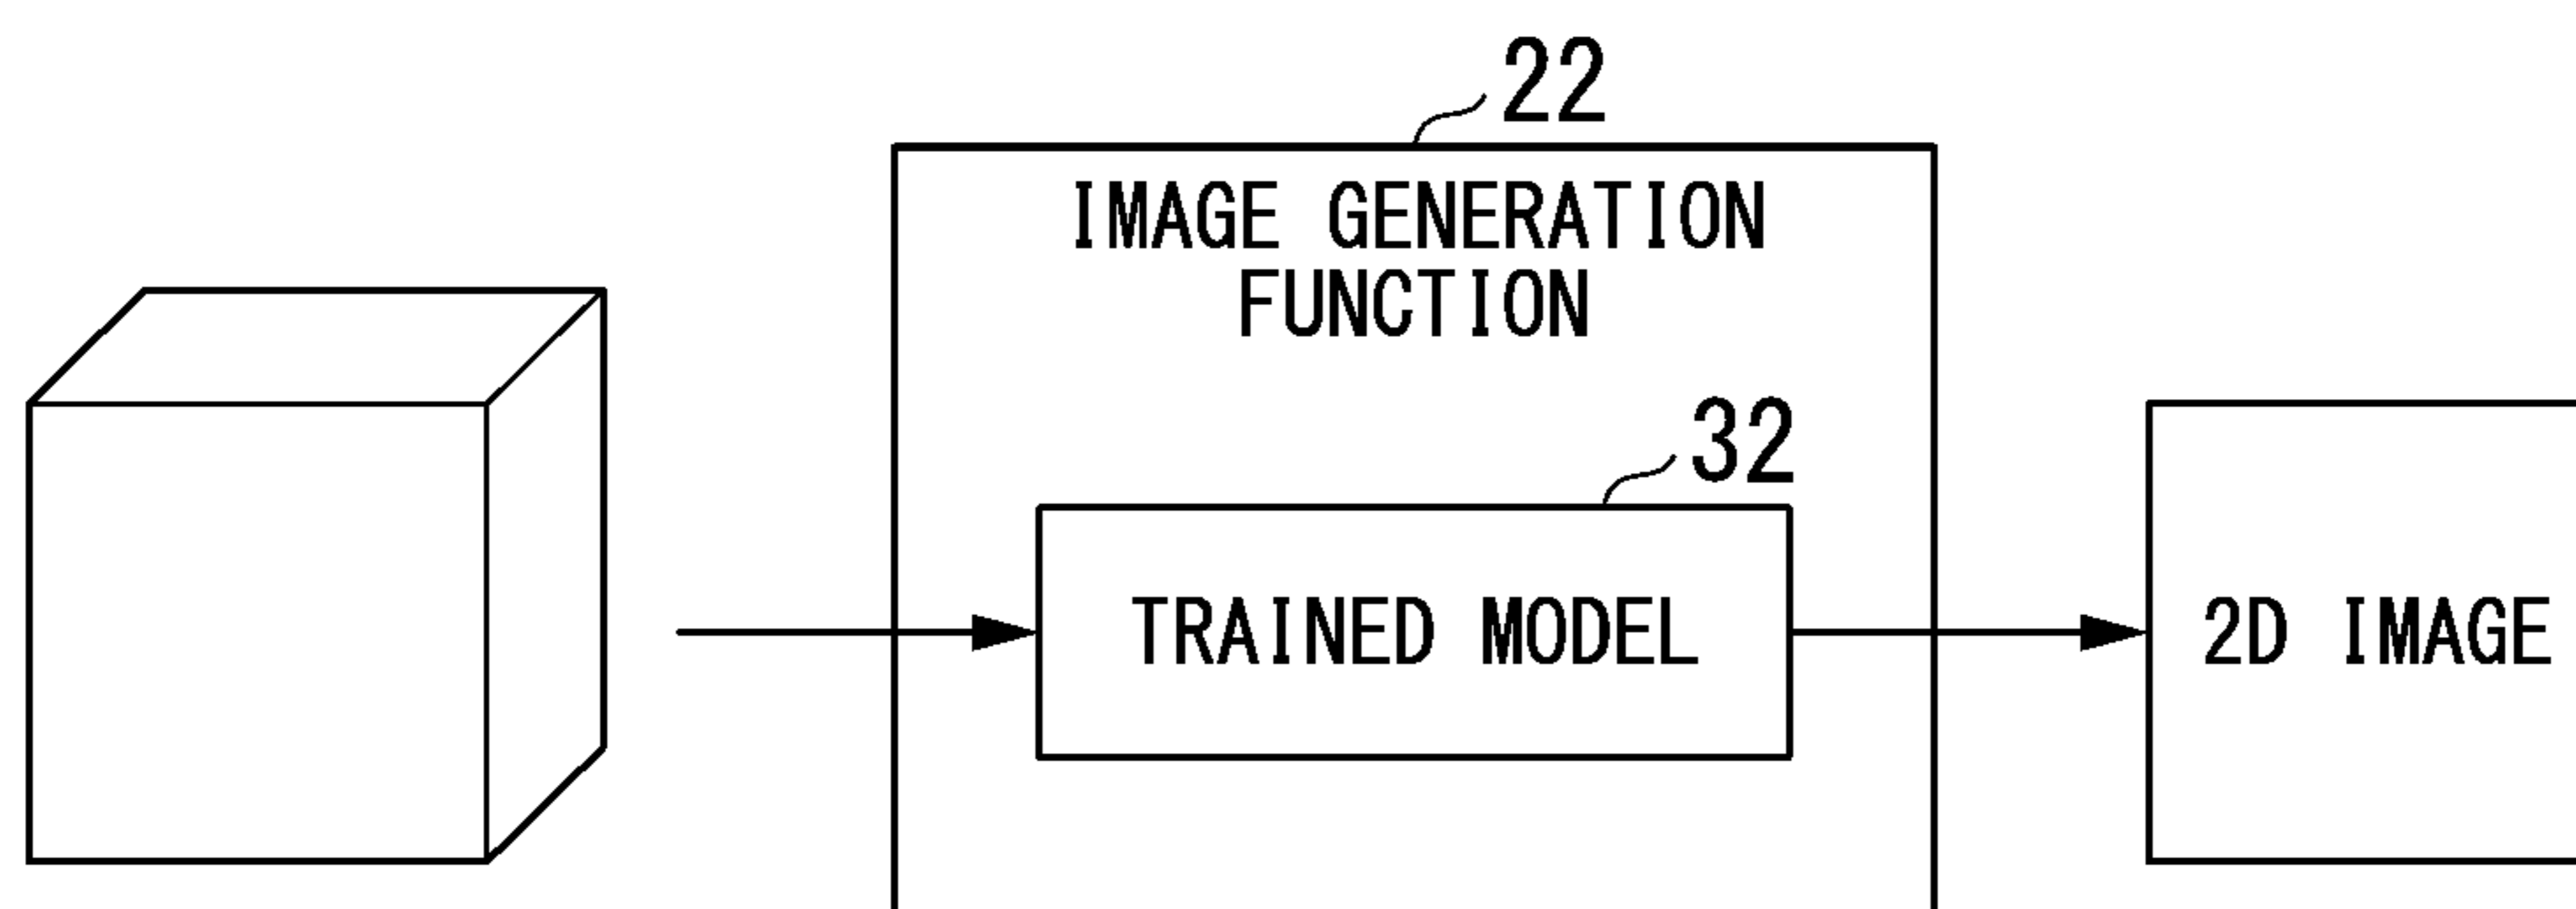 22
IMAGE GENERATION
FUNCTION
32
TRAINED MODEL
2D IMAGE